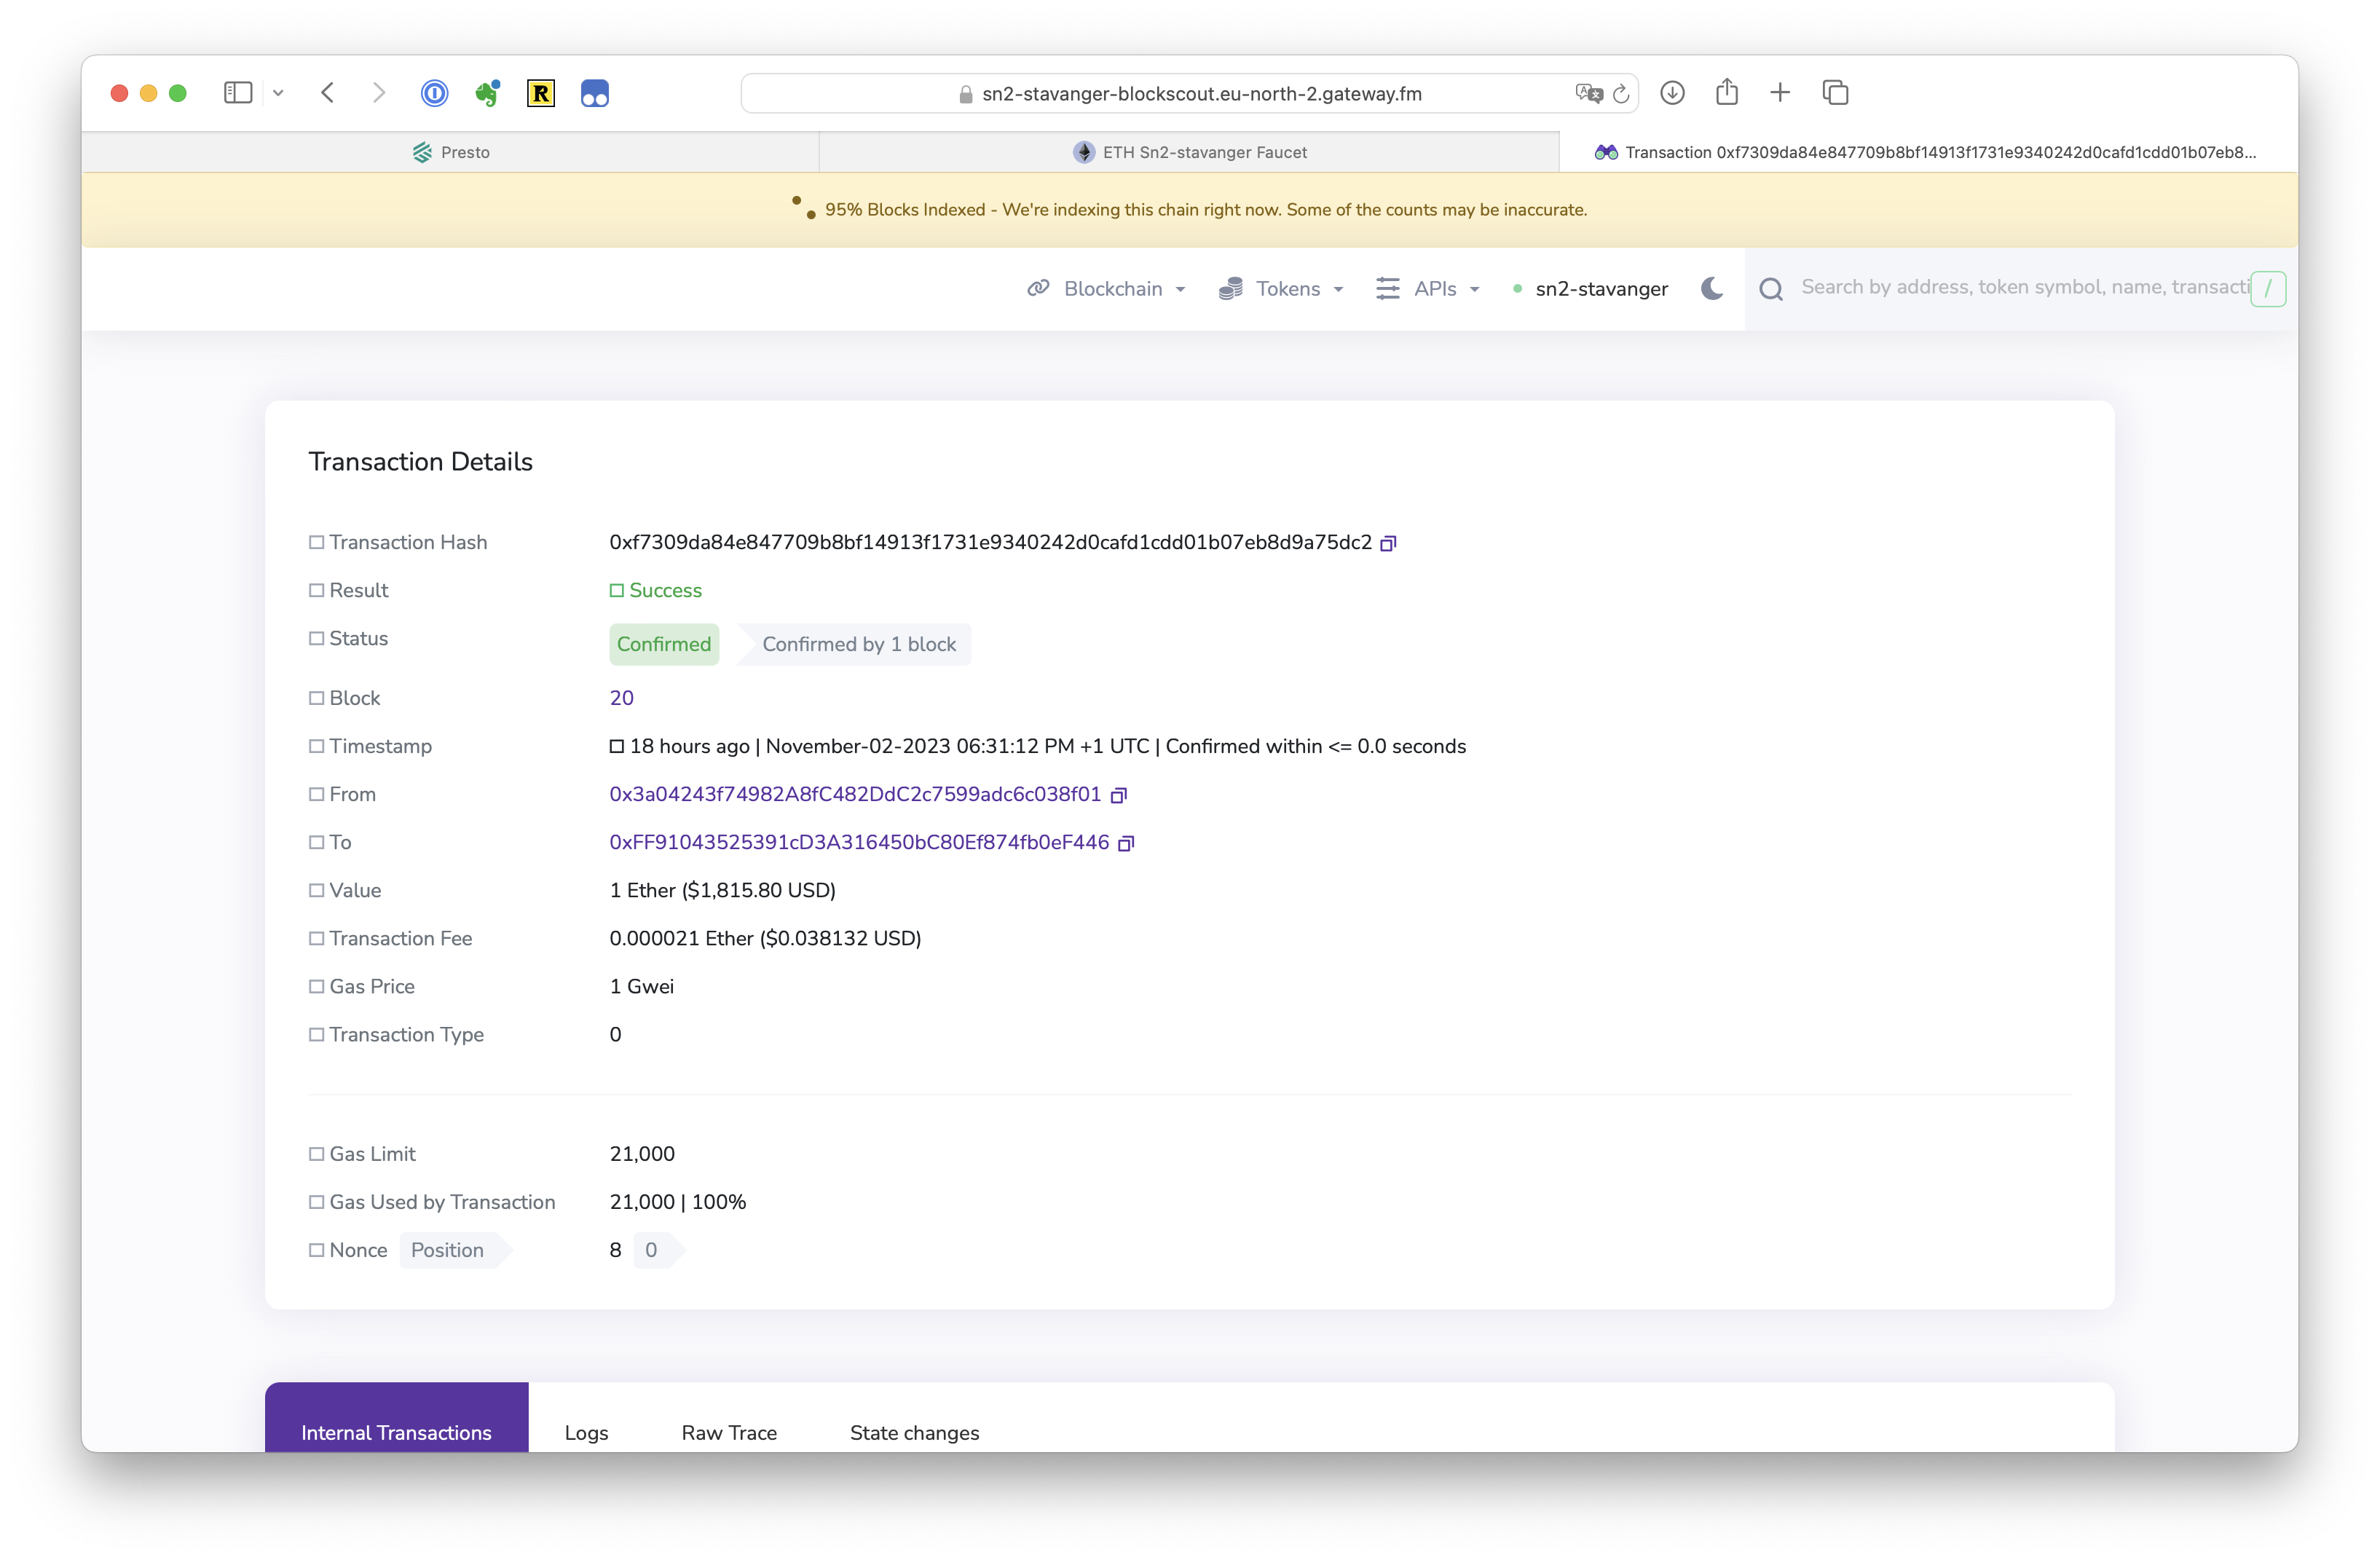 sn2-stavanger-blockscout.eu-north-2.gateway.fm
Presto
ETH Sn2-stavanger Faucet
Transaction 0xf7309da84e847709b8bf14913f1731e9340242d0cafd1cdd01b07eb8...
95% Blocks Indexed - We're indexing this chain right now. Some of the counts may be inaccurate.
Blockchain Tokens APIs sn2-stavanger Search by address, token symbol, name, transacti /
Transaction Details
Transaction Hash 0xf7309da84e847709b8bf14913f1731e9340242d0cafd1cdd01b07eb8d9a75dc2
Result Success
Status Confirmed Confirmed by 1 block
Block 20
Timestamp 18 hours ago | November-02-2023 06:31:12 PM +1 UTC | Confirmed within <= 0.0 seconds
From 0x3a04243f74982A8fC482DdC2c7599adc6c038f01
To 0xFF91043525391cD3A316450bC80Ef874fb0eF446
Value 1 Ether ($1,815.80 USD)
Transaction Fee 0.000021 Ether ($0.038132 USD)
Gas Price 1 Gwei
Transaction Type 0
Gas Limit 21,000
Gas Used by Transaction 21,000 | 100%
Nonce Position 8 0
Internal Transactions Logs Raw Trace State changes